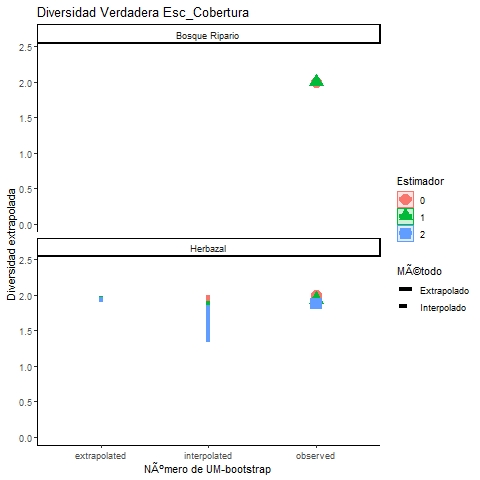 Diversidad Verdadera Esc_Cobertura
Bosque Ripario
2.5
2.0
1.5
1.0
0.5
0.0
Diversidad extrapolada
Herbazal
2.5
2.0
1.5
1.0
0.5
0.0
extrapolated
interpolated
observed
NÃºmero de UM-bootstrap
Estimador
0
1
2
MÃ©todo
Extrapolado
Interpolado